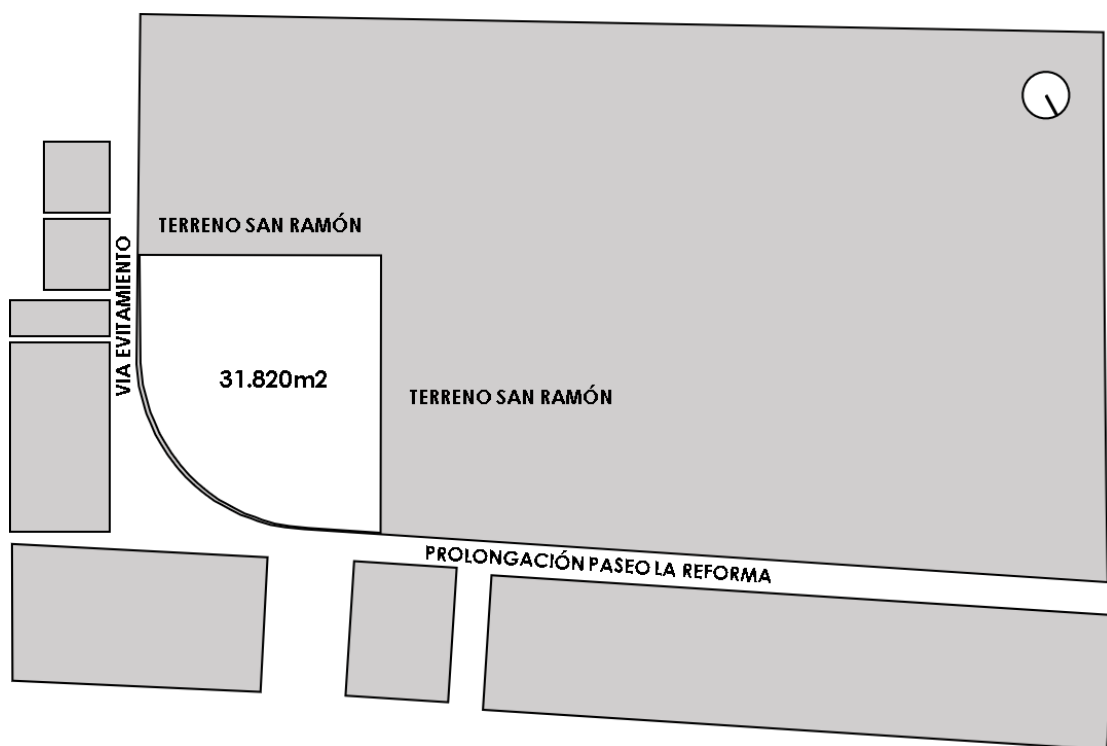 TERRENO SAN RAMÓN
VIA EVITAMIENTO
31.820m2
TERRENO SAN RAMÓN
PROLONGACIÓN PASEO LA REFORMA